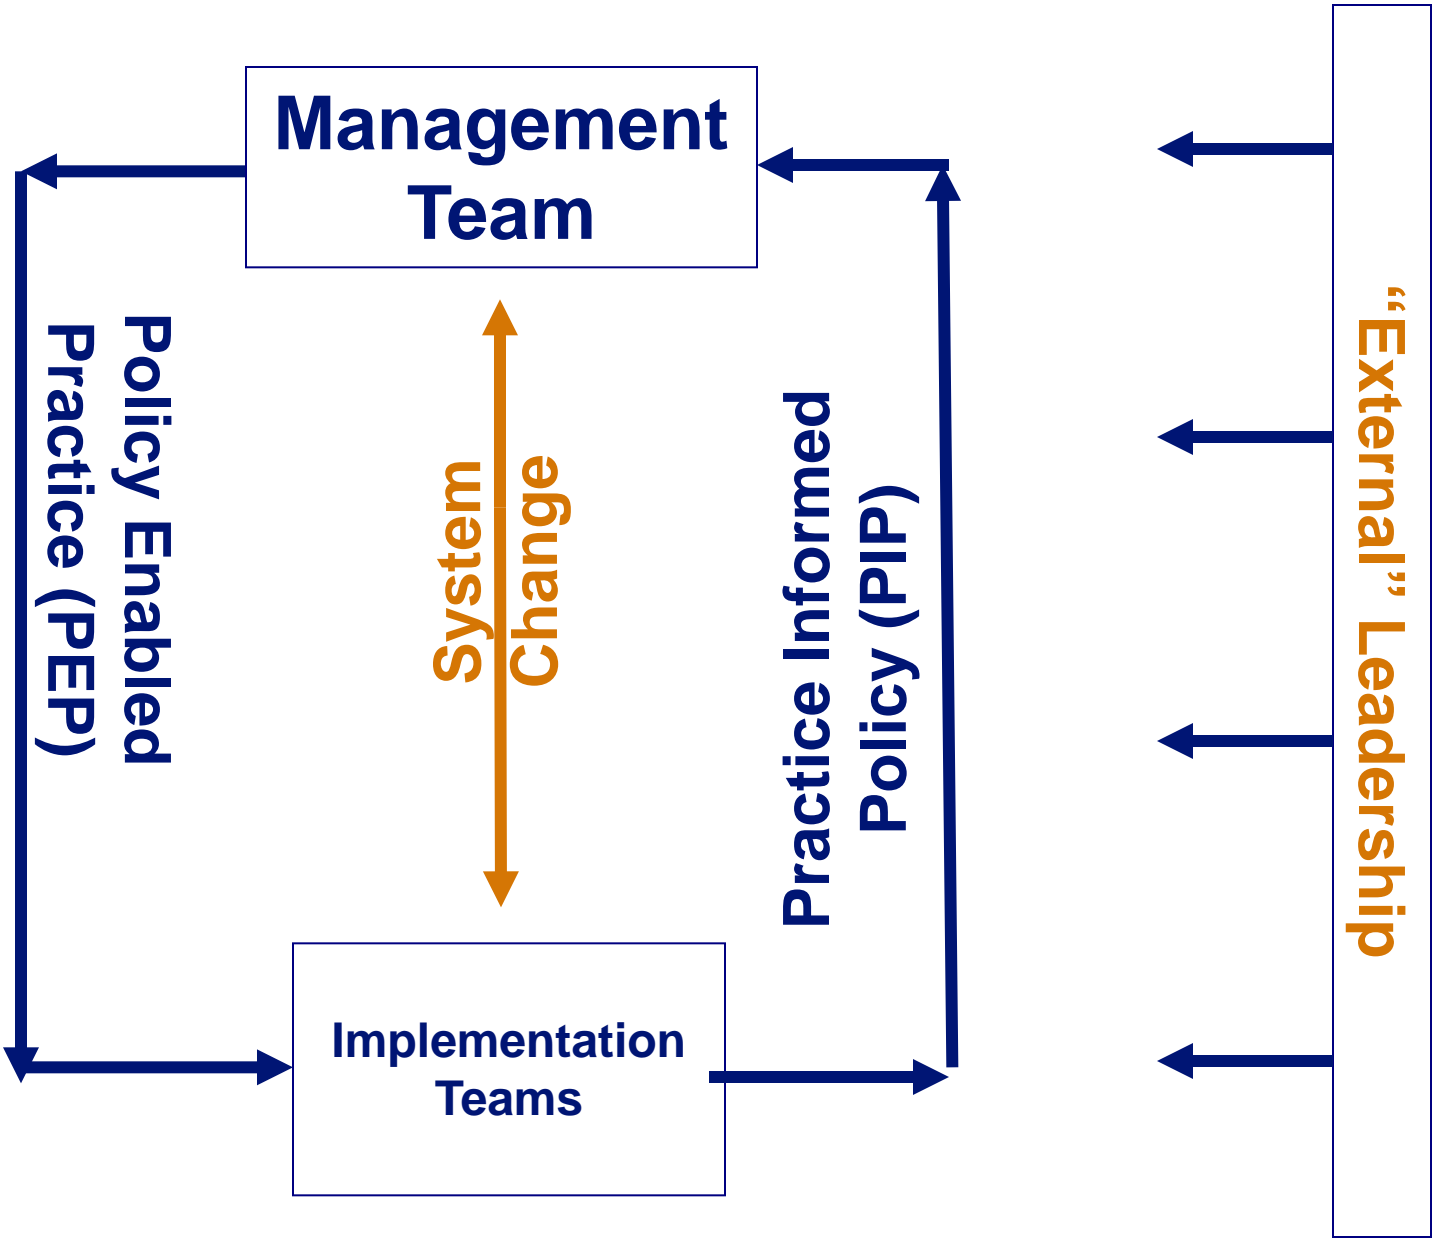 Management
Team
Policy Enabled
Practice (PEP)
System
Change
Practice Informed
Policy (PIP)
“External” Leadership
Implementation
Teams